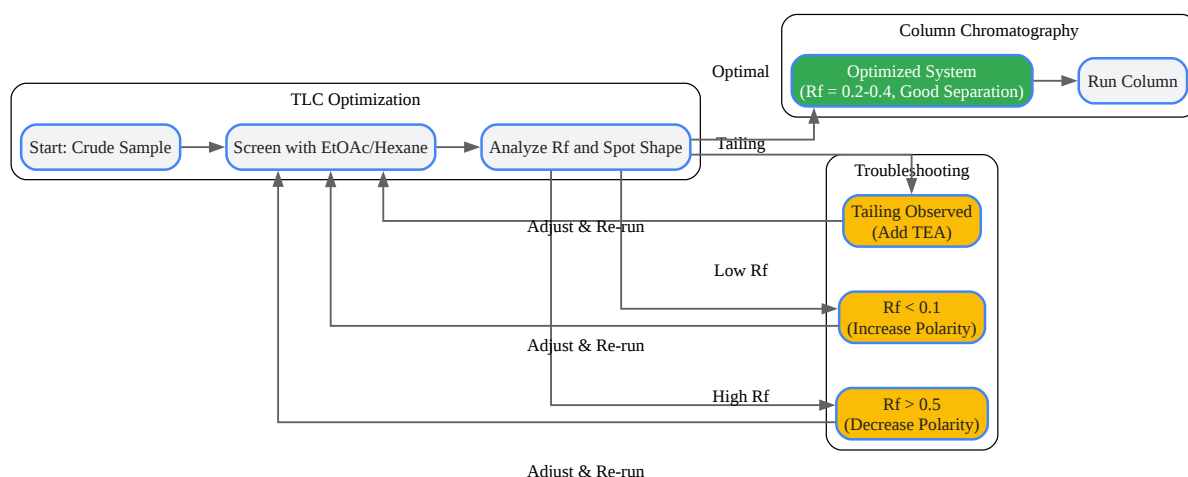 Column Chromatography
Optimal
Optimized System
(Rf = 0.2-0.4, Good Separation)
Run Column
TLC Optimization
Start: Crude Sample
Screen with EtOAc/Hexane
Analyze Rf and Spot Shape
Tailing
Troubleshooting
Tailing Observed
(Add TEA)
Adjust & Re-run
Low Rf
Rf < 0.1
(Increase Polarity)
Adjust & Re-run
High Rf
Rf > 0.5
(Decrease Polarity)
Adjust & Re-run